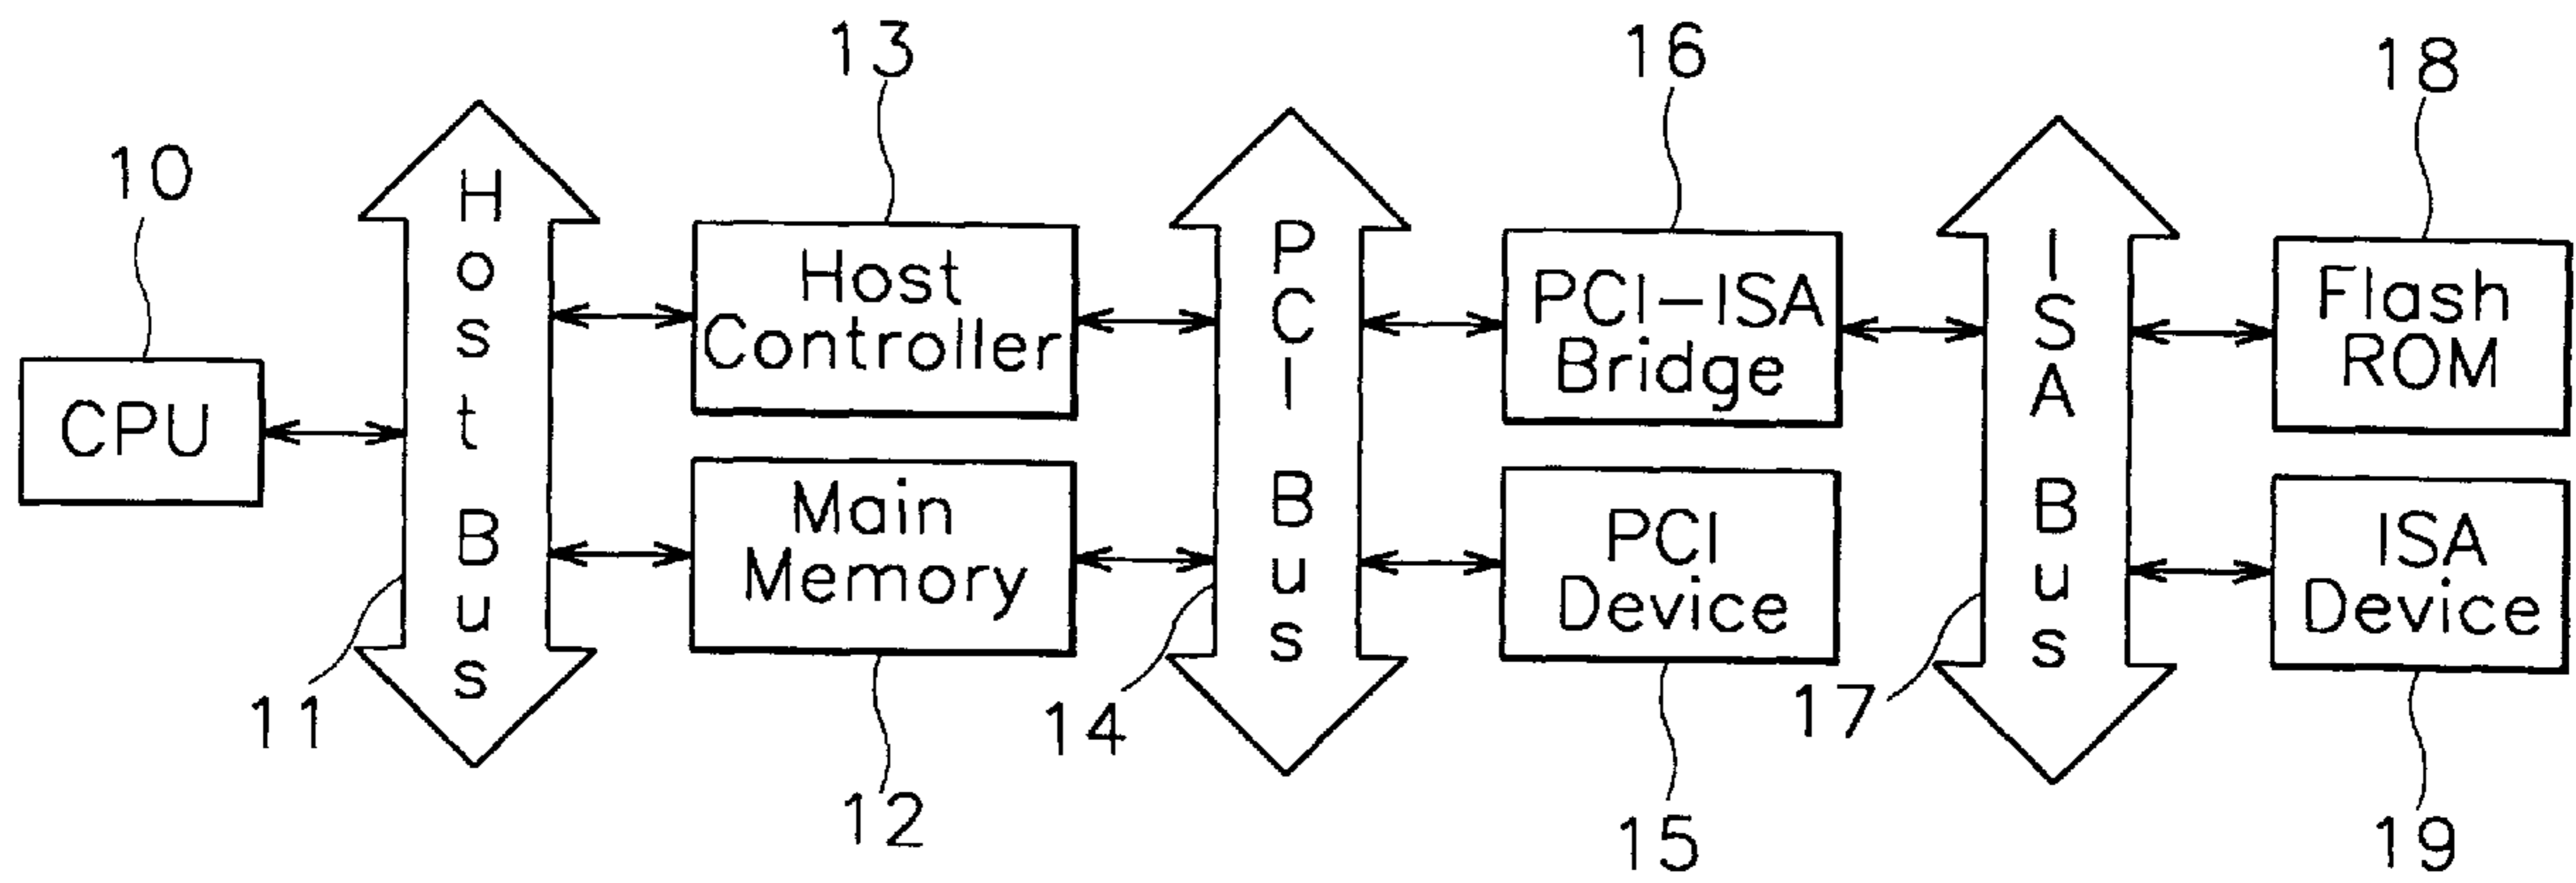 13
16
18
10
Host Bus
Host
Controller
PCI Bus
PCI-ISA
Bridge
ISA Bus
Flash
ROM
CPU
Main
Memory
PCI
Device
ISA
Device
11
14
17
12
15
19